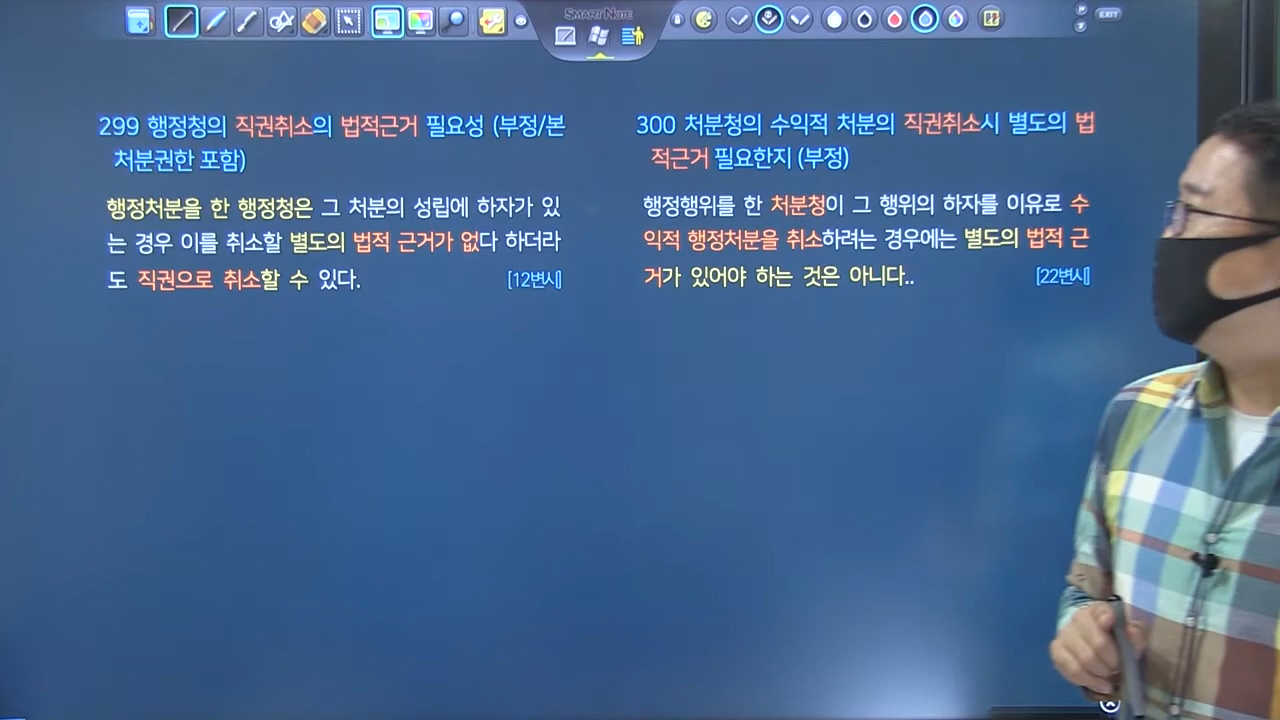 SMART NOTE
EXIT
299 행정청의 직권취소의 법적근거 필요성 (부정/본
처분권한 포함)
행정처분을 한 행정청은 그 처분의 성립에 하자가 있
는 경우 이를 취소할 별도의 법적 근거가 없다 하더라
도 직권으로 취소할 수 있다. [12변시]
300 처분청의 수익적 처분의 직권취소시 별도의 법
적근거 필요한지 (부정)
행정행위를 한 처분청이 그 행위의 하자를 이유로 수
익적 행정처분을 취소하려는 경우에는 별도의 법적 근
거가 있어야 하는 것은 아니다.. [22변시]